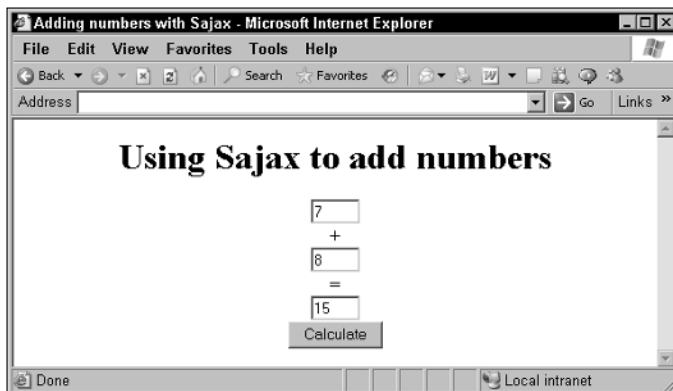 Adding numbers with Sajax - Microsoft Internet Explorer
File Edit View Favorites Tools Help
Back Search Favorites W
Address Go Links »
Using Sajax to add numbers
7
+
8
=
15
Calculate
Done Local intranet